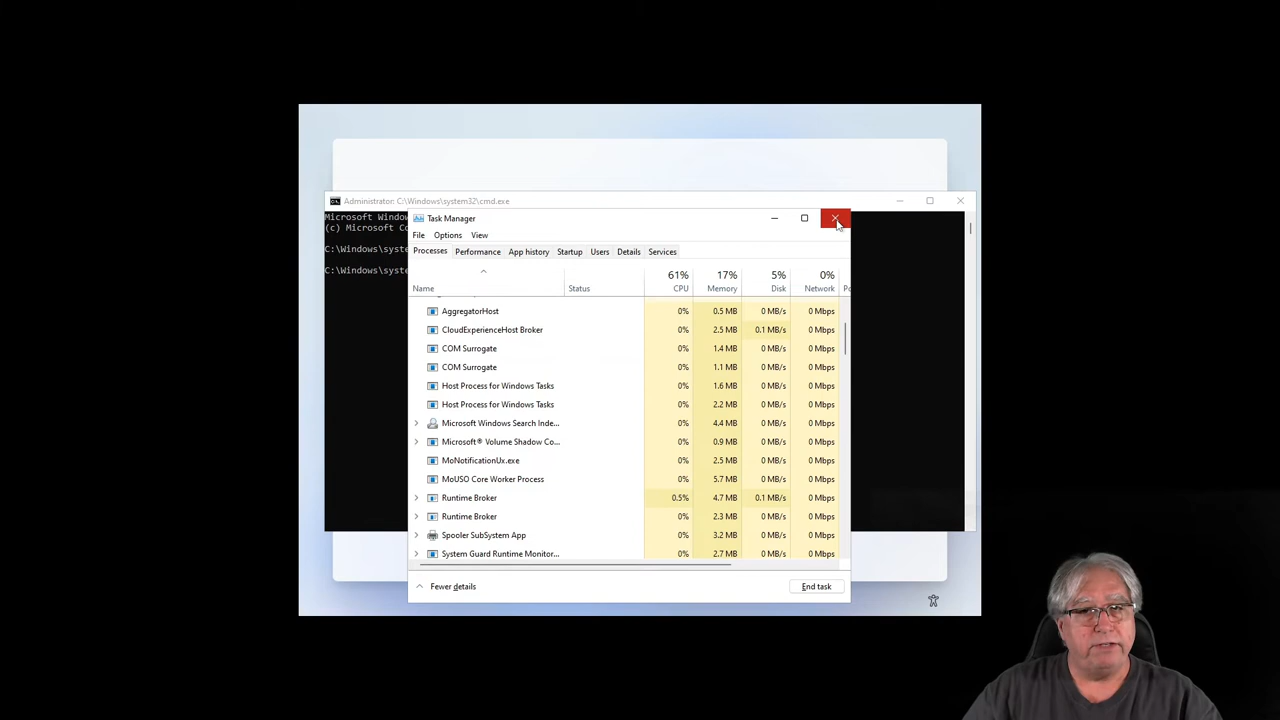 Administrator: C:\Windows\system32\cmd.exe
Microsoft Window
(c) Microsoft Co
C:\Windows\syste
C:\Windows\syste
Task Manager
File Options View
Processes Performance App history Startup Users Details Services
61% 17% 5% 0%
Name Status CPU Memory Disk Network Po
AggregatorHost 0% 0.5 MB 0 MB/s 0 Mbps
CloudExperienceHost Broker 0% 2.5 MB 0.1 MB/s 0 Mbps
COM Surrogate 0% 1.4 MB 0 MB/s 0 Mbps
COM Surrogate 0% 1.1 MB 0 MB/s 0 Mbps
Host Process for Windows Tasks 0% 1.6 MB 0 MB/s 0 Mbps
Host Process for Windows Tasks 0% 2.2 MB 0 MB/s 0 Mbps
Microsoft Windows Search Inde... 0% 4.4 MB 0 MB/s 0 Mbps
Microsoft® Volume Shadow Co... 0% 0.9 MB 0 MB/s 0 Mbps
MoNotificationUx.exe 0% 2.5 MB 0 MB/s 0 Mbps
MoUSO Core Worker Process 0% 5.7 MB 0 MB/s 0 Mbps
Runtime Broker 0.5% 4.7 MB 0.1 MB/s 0 Mbps
Runtime Broker 0% 2.3 MB 0 MB/s 0 Mbps
Spooler SubSystem App 0% 3.2 MB 0 MB/s 0 Mbps
System Guard Runtime Monitor... 0% 2.7 MB 0 MB/s 0 Mbps
Fewer details End task